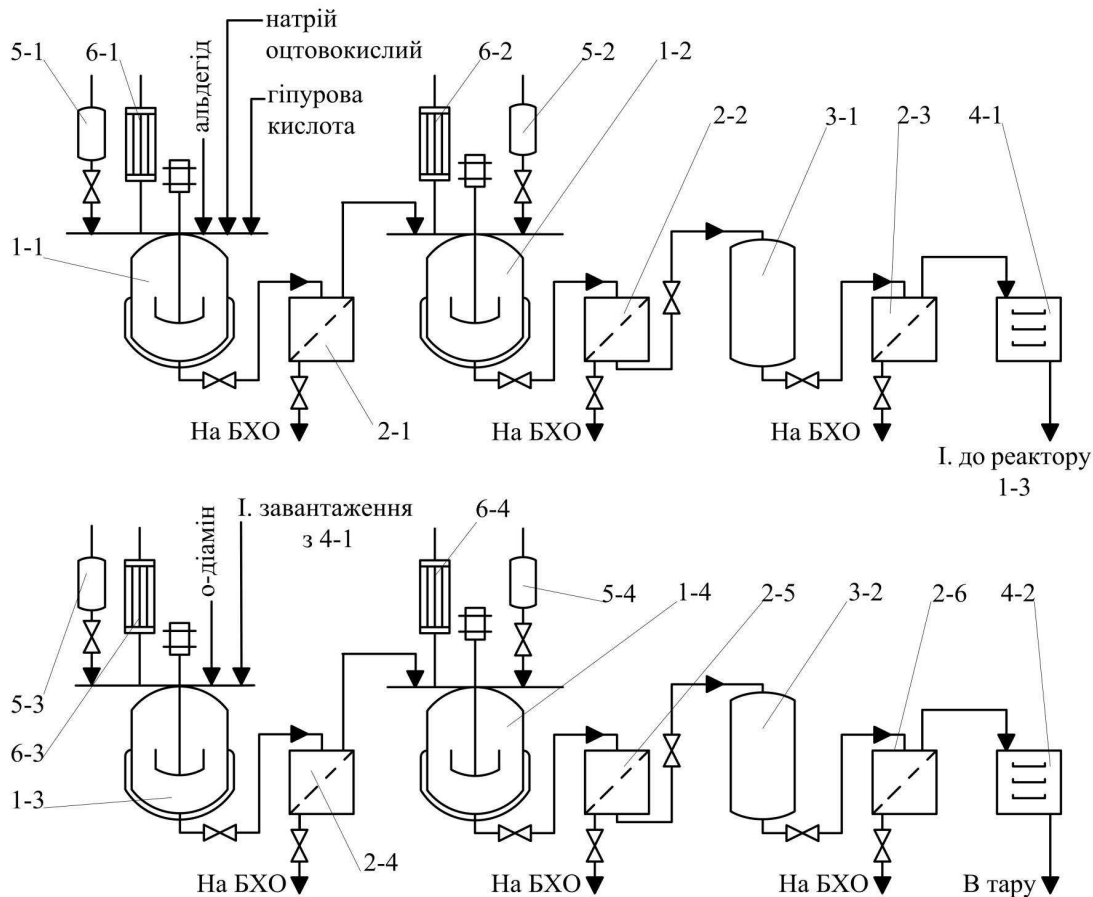 натрій
оцтовокислий
гіпурова
кислота
альдегід
5-1
6-1
6-2
5-2
1-2
2-2
3-1
2-3
4-1
1-1
2-1
На БХО
На БХО
На БХО
І. до реактору
1-3
о-діамін
І. завантаження
з 4-1
6-4
5-4
1-4
2-5
3-2
2-6
4-2
5-3
6-3
1-3
2-4
На БХО
На БХО
На БХО
В тару